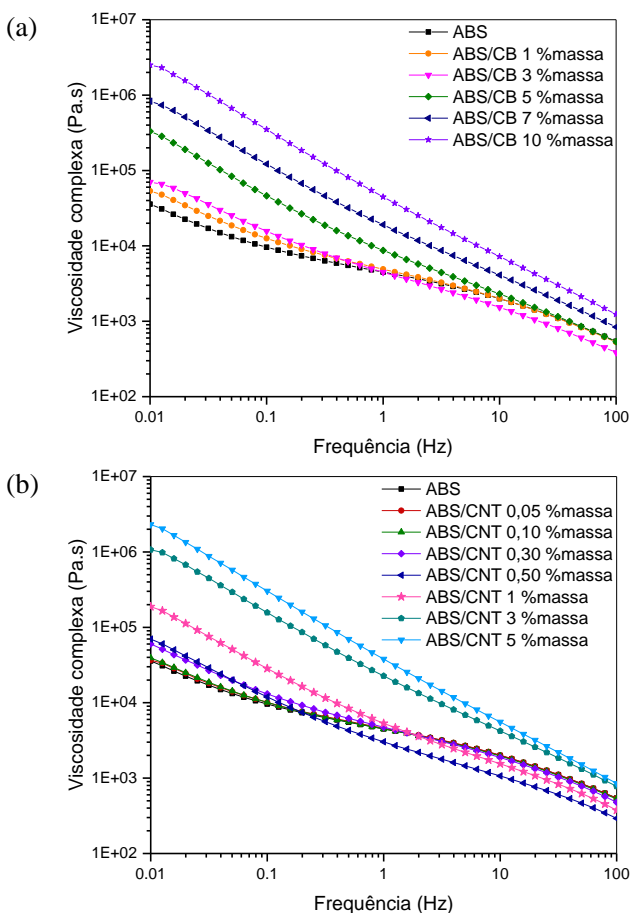 (a)
1E+07
1E+06
1E+05
1E+04
1E+03
1E+02
Viscosidade complexa (Pa.s)
ABS
ABS/CB 1 %massa
ABS/CB 3 %massa
ABS/CB 5 %massa
ABS/CB 7 %massa
ABS/CB 10 %massa
0.01 0.1 1 10 100
Frequência (Hz)
(b)
1E+07
1E+06
1E+05
1E+04
1E+03
1E+02
Viscosidade complexa (Pa.s)
ABS
ABS/CNT 0,05 %massa
ABS/CNT 0,10 %massa
ABS/CNT 0,30 %massa
ABS/CNT 0,50 %massa
ABS/CNT 1 %massa
ABS/CNT 3 %massa
ABS/CNT 5 %massa
0.01 0.1 1 10 100
Frequência (Hz)